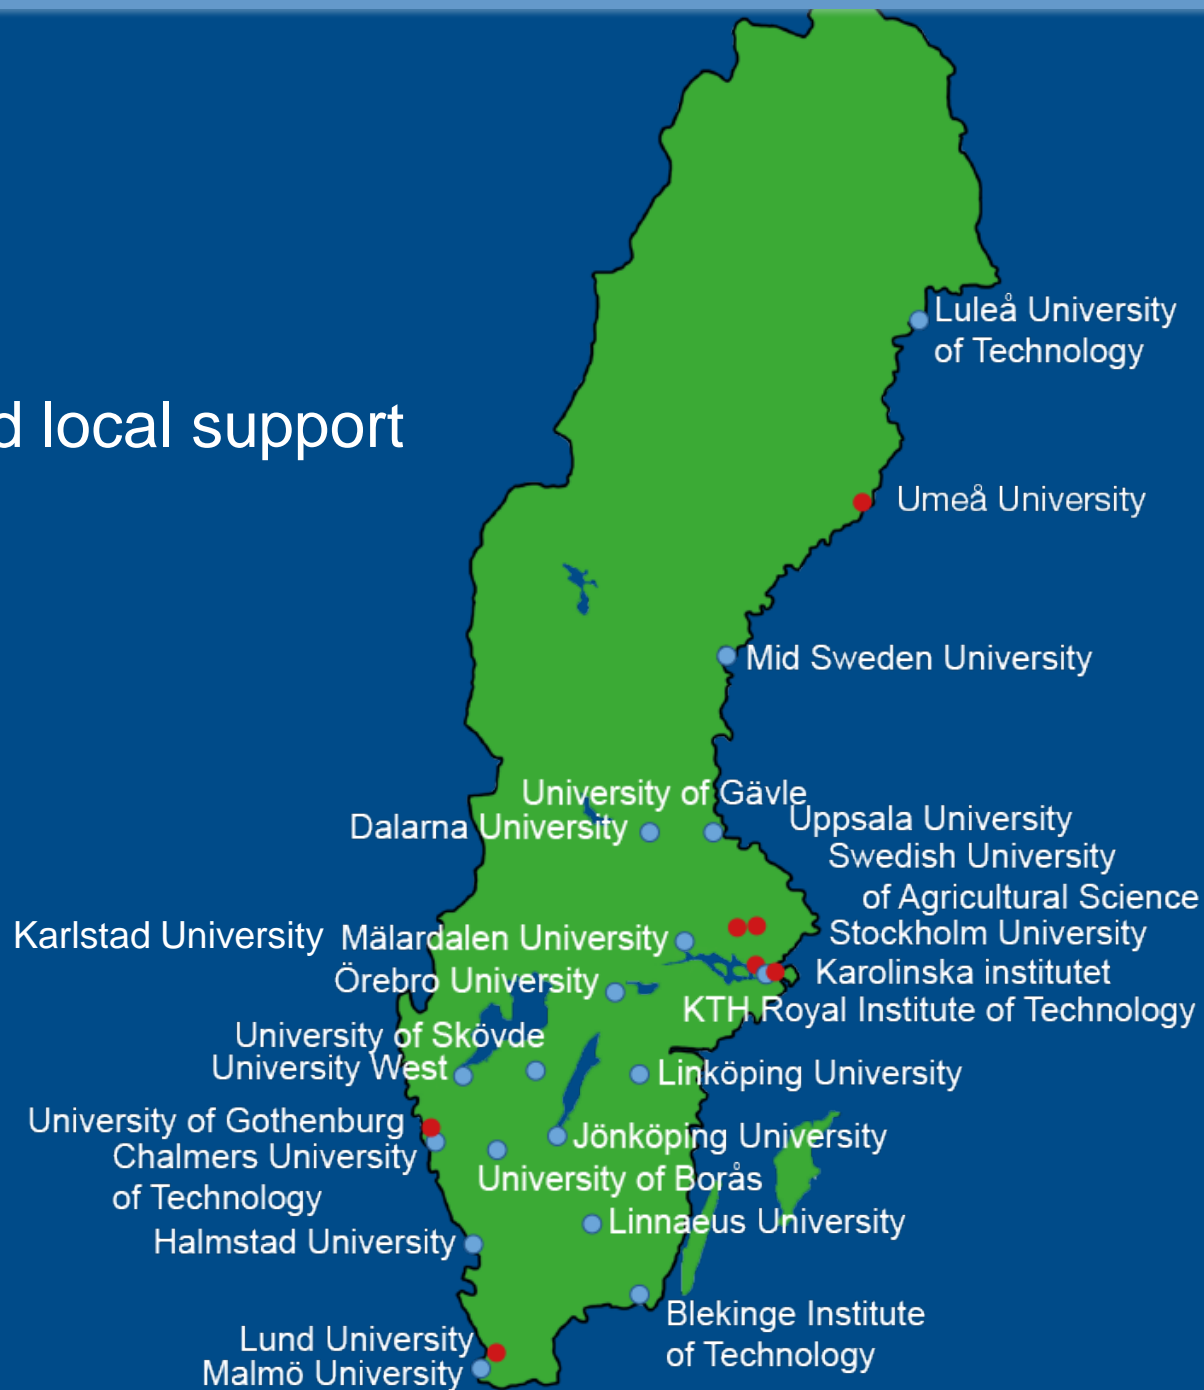 Luleå University
of Technology
d local support
Umeå University
Mid Sweden University
University of Gävle
Dalarna University
Uppsala University
Swedish University
of Agricultural Science
Karlstad University
Mälardalen University
Stockholm University
Örebro University
Karolinska institutet
KTH Royal Institute of Technology
University of Skövde
University West
Linköping University
University of Gothenburg
Chalmers University
of Technology
Jönköping University
University of Borås
Linnaeus University
Halmstad University
Blekinge Institute
of Technology
Lund University
Malmö University